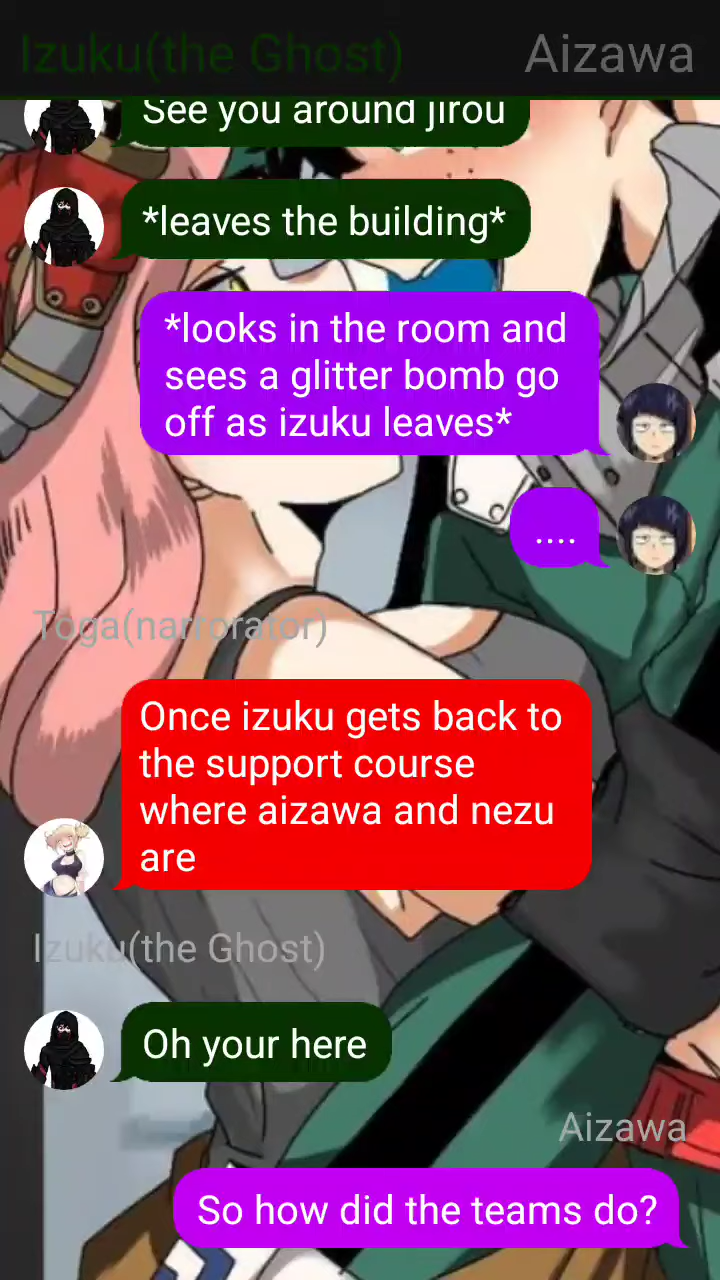 Izuku(the Ghost)
Aizawa
See you around jirou
*leaves the building*
*looks in the room and
sees a glitter bomb go
off as izuku leaves*
....
Toga(narrorator)
Once izuku gets back to
the support course
where aizawa and nezu
are
Izuku(the Ghost)
Oh your here
Aizawa
So how did the teams do?